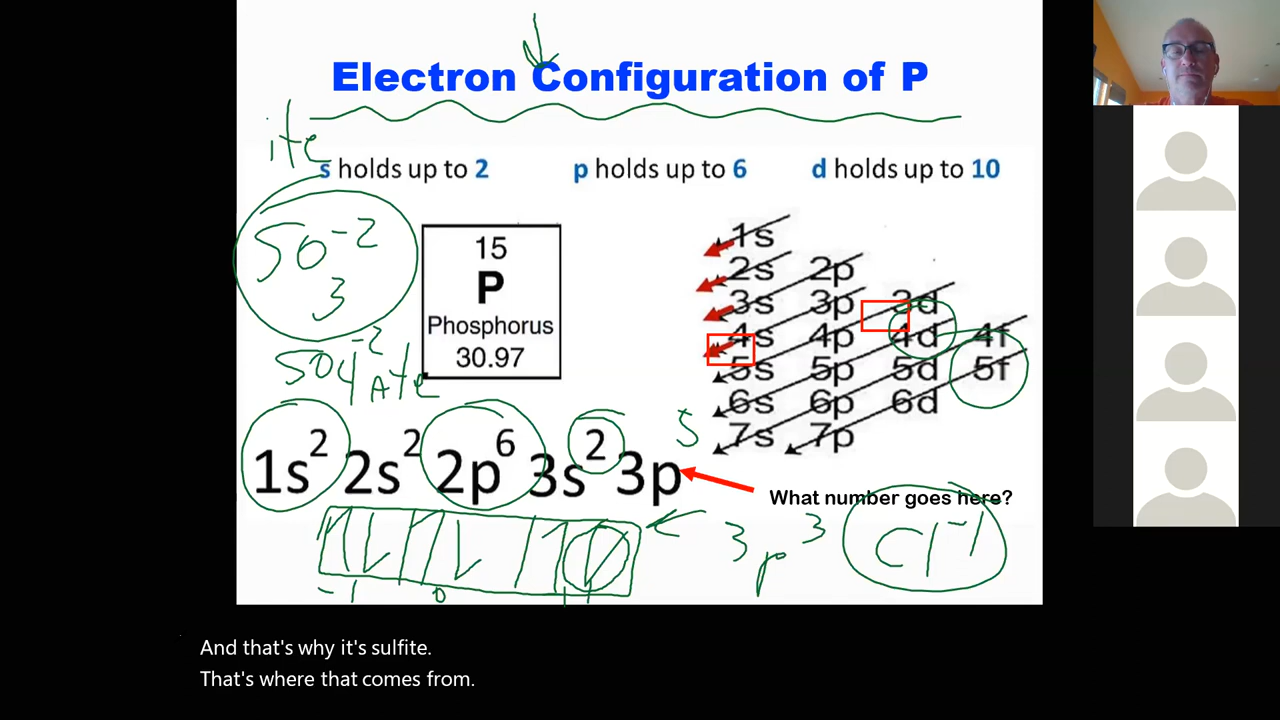 Electron Configuration of P
ite
s holds up to 2 p holds up to 6 d holds up to 10
SO3-2
SO4-2 Ate
15
P
Phosphorus
30.97
1s
2s 2p
3s 3p 3d
4s 4p 4d 4f
5s 5p 5d 5f
6s 6p 6d
7s 7p
1s² 2s² 2p⁶ 3s² 3p 5
What number goes here?
3p³ Cl-1
-1 0 +1
And that's why it's sulfite.
That's where that comes from.